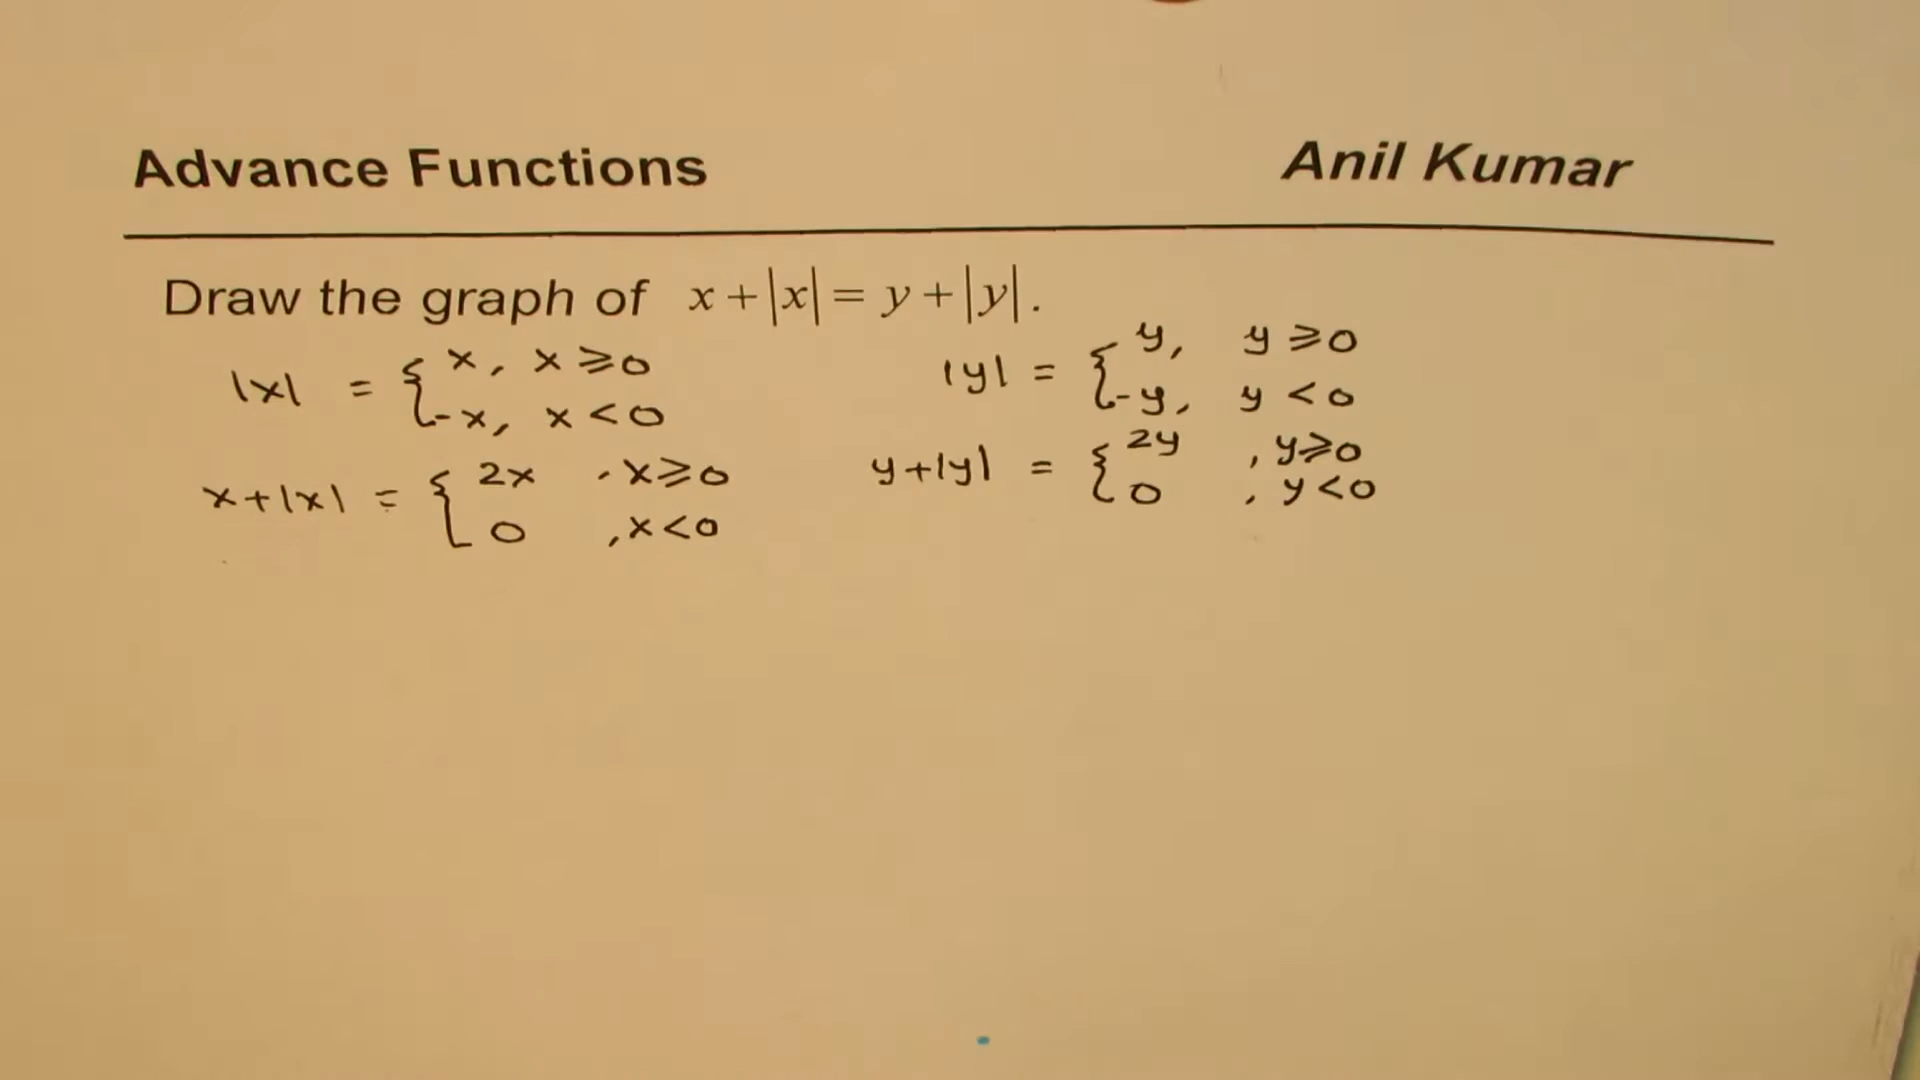 Advance Functions Anil Kumar
Draw the graph of x+|x|= y+|y|.
|x| = { x, x ≥ 0
-x, x < 0
|y| = { y, y ≥ 0
-y, y < 0
x+|x| = { 2x , x ≥ 0
0 , x < 0
y+|y| = { 2y , y ≥ 0
0 , y < 0